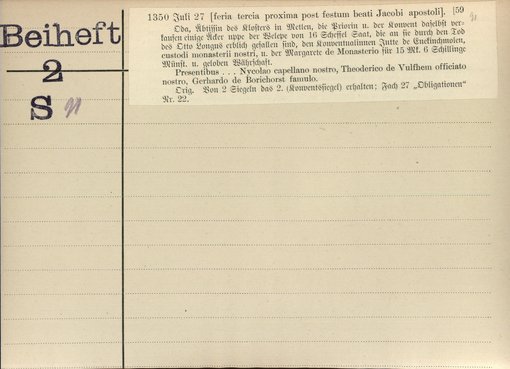 Beiheft
2
S
1350 Juli 27 [feria tercia proxima post festum beati Jacobi apostoli]. [59
Oda, Äbtissin des Klosters in Metlen, die Priorin u. der Konvent daselbst ver-
kaufen einige Äcker uppe der Welepe von 16 Scheffel Saat, die an sie durch den Tod
des Otto Longus erblich gefallen sind, den Konventualinnen Jutte de
custodi monasterii nostri, u. der Margarete de Monasterio für 15 Mk. 6 Schillinge
Münst. u. geloben Währschaft.
Presentibus . . . Nycolao capellano nostro, Theoderico de Vulfhem officiato
nostro, Gerhardo de Borichorst famulo.
Orig. Von 2 Siegeln das 2. (Konventssiegel) erhalten; Fach 27 „Obligationen“
Nr. 22.